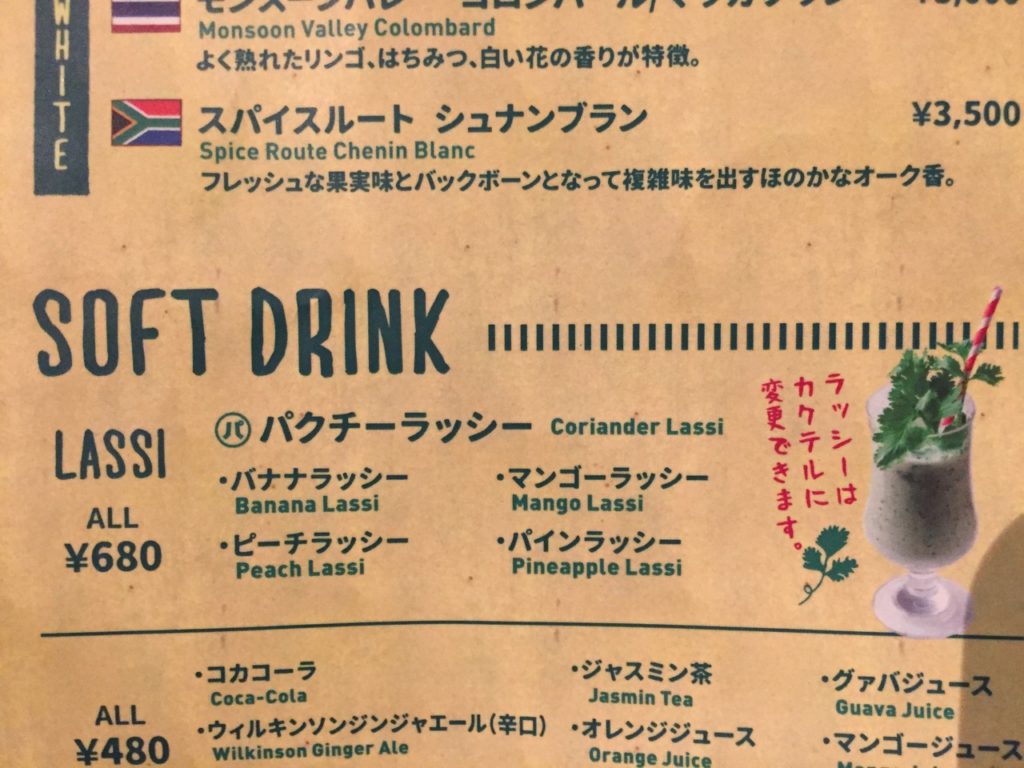 WHITE
Monsoon Valley Colombard
よく熟れたリンゴ、はちみつ、白い花の香りが特徴。
スパイスルート シュナンブラン ¥3,500
Spice Route Chenin Blanc
フレッシュな果実味とバックボーンとなって複雑味を出すほのかなオーク香。
SOFT DRINK
LASSI
ALL
¥680
パ パクチーラッシー Coriander Lassi
・バナナラッシー
Banana Lassi
・マンゴーラッシー
Mango Lassi
・ピーチラッシー
Peach Lassi
・パインラッシー
Pineapple Lassi
ラッシーは
カクテルに
変更できます。
ALL
¥480
・コカコーラ
Coca-Cola
・ウィルキンソンジンジャエール(辛口)
Wilkinson Ginger Ale
・ジャスミン茶
Jasmin Tea
・オレンジジュース
Orange Juice
・グァバジュース
Guava Juice
・マンゴージュース